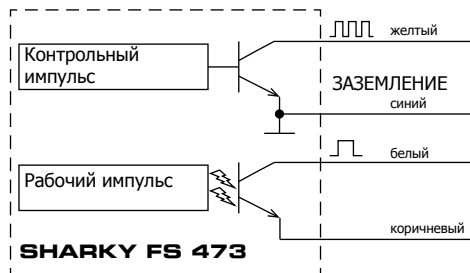 Контрольный
импульс
желтый
ЗАЗЕМЛЕНИЕ
синий
Рабочий импульс
белый
коричневый
SHARKY FS 473